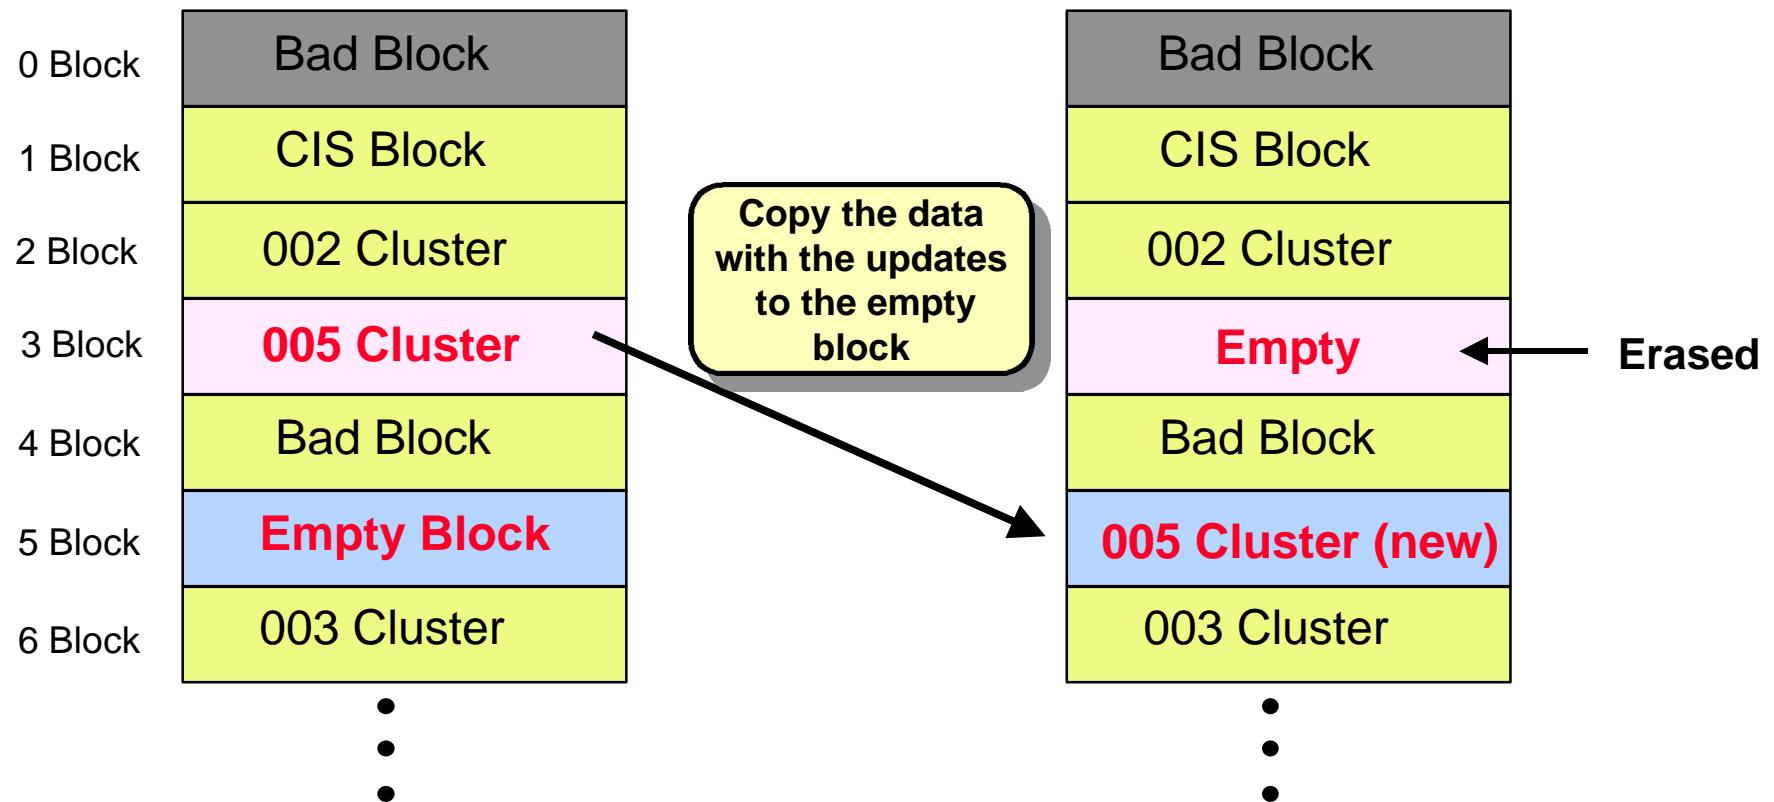 0 Block
Bad Block
Bad Block
1 Block
CIS Block
CIS Block
2 Block
002 Cluster
Copy the data
with the updates
to the empty
block
002 Cluster
3 Block
005 Cluster
Empty
Erased
4 Block
Bad Block
Bad Block
5 Block
Empty Block
005 Cluster (new)
6 Block
003 Cluster
003 Cluster